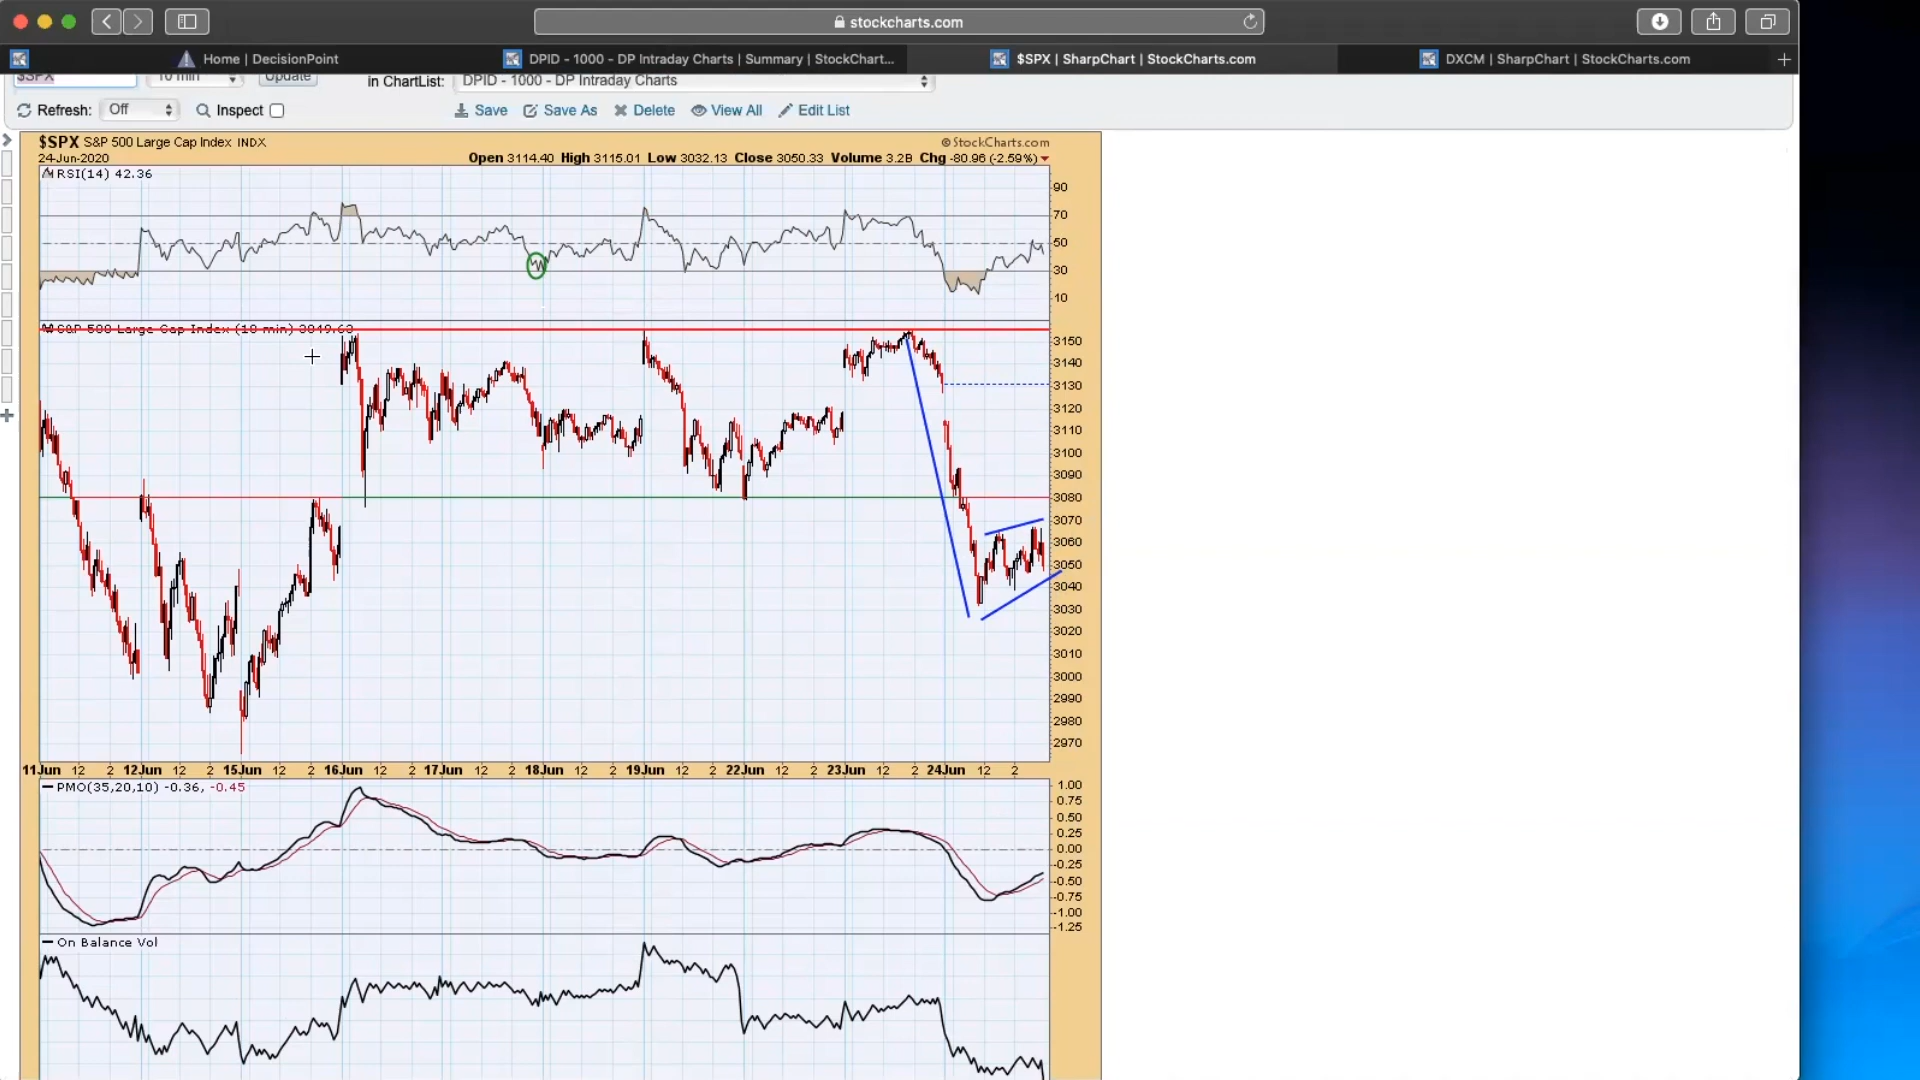 stockcharts.com
Home | DecisionPoint
DPID - 1000 - DP Intraday Charts | Summary | StockChart...
$SPX | SharpChart | StockCharts.com
DXCM | SharpChart | StockCharts.com
$SPX 10 min Update in ChartList: DPID - 1000 - DP Intraday Charts
Refresh: Off Inspect Save Save As Delete View All Edit List
$SPX S&P 500 Large Cap Index INDX © StockCharts.com
24-Jun-2020 Open 3114.40 High 3115.01 Low 3032.13 Close 3050.33 Volume 3.2B Chg -80.96 (-2.59%)
RSI(14) 42.36
90
70
50
30
10
S&P 500 Large Cap Index (10 min) 3049.63
3150
3140
3130
3120
3110
3100
3090
3080
3070
3060
3050
3040
3030
3020
3010
3000
2990
2980
2970
11Jun 12 2 12Jun 12 2 15Jun 12 2 16Jun 12 2 17Jun 12 2 18Jun 12 2 19Jun 12 2 22Jun 12 2 23Jun 12 2 24Jun 12 2
PMO(35,20,10) -0.36, -0.45
1.00
0.75
0.50
0.25
0.00
-0.25
-0.50
-0.75
-1.00
-1.25
On Balance Vol